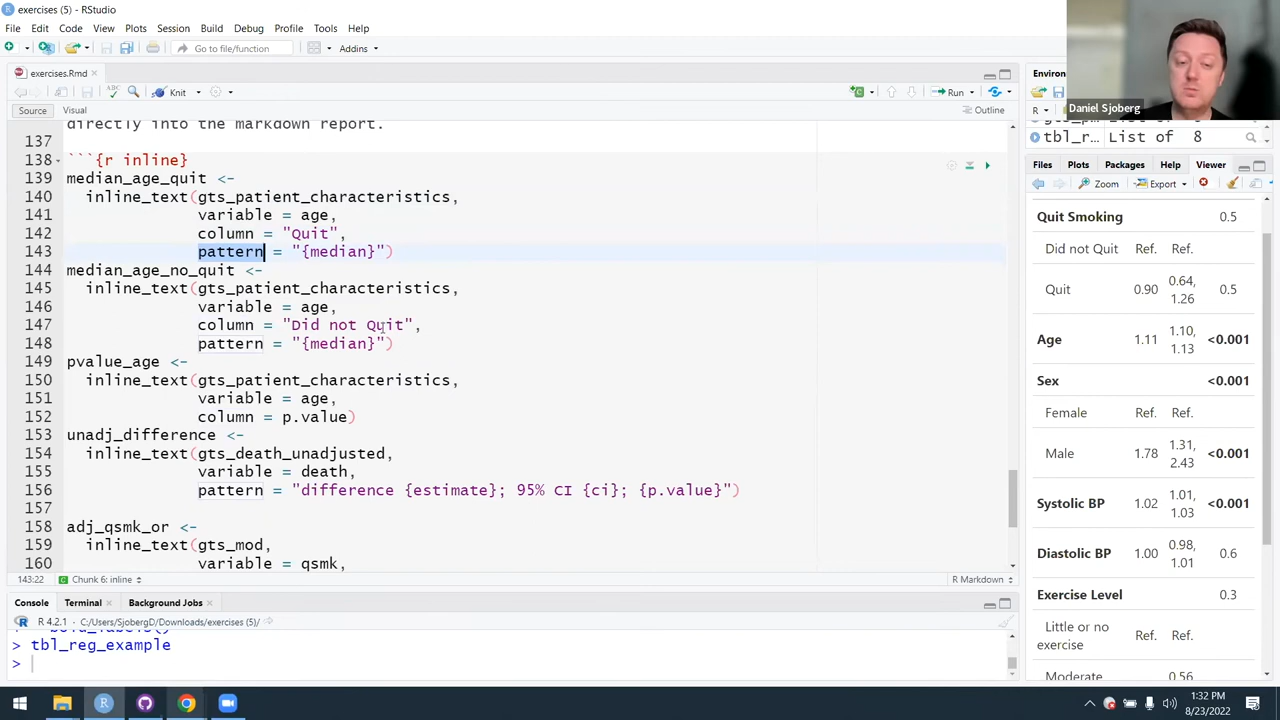 exercises (5) - RStudio
File Edit Code View Plots Session Build Debug Profile Tools Help
Go to file/function Addins
exercises.Rmd
Knit Run
Source Visual Outline
directly into the markdown report.
137
138 ```{r inline}
139 median_age_quit <-
140 inline_text(gts_patient_characteristics,
141 variable = age,
142 column = "Quit",
143 pattern = "{median}")
144 median_age_no_quit <-
145 inline_text(gts_patient_characteristics,
146 variable = age,
147 column = "Did not Quit",
148 pattern = "{median}")
149 pvalue_age <-
150 inline_text(gts_patient_characteristics,
151 variable = age,
152 column = p.value)
153 unadj_difference <-
154 inline_text(gts_death_unadjusted,
155 variable = death,
156 pattern = "difference {estimate}; 95% CI {ci}; {p.value}")
157
158 adj_qsmk_or <-
159 inline_text(gts_mod,
160 variable = qsmk,
143:22 Chunk 6: inline R Markdown
Console Terminal Background Jobs
R 4.2.1 · C:/Users/SjobergD/Downloads/exercises (5)/
> tbl_reg_example
>
Daniel Sjoberg
Environ
R
tbl_r… List of 8
Files Plots Packages Help Viewer
Zoom Export
Quit Smoking 0.5
Did not Quit Ref. Ref.
Quit 0.90 0.64, 1.26 0.5
Age 1.11 1.10, 1.13 <0.001
Sex <0.001
Female Ref. Ref.
Male 1.78 1.31, 2.43 <0.001
Systolic BP 1.02 1.01, 1.03 <0.001
Diastolic BP 1.00 0.98, 1.01 0.6
Exercise Level 0.3
Little or no exercise Ref. Ref.
Moderate 0.56
1:32 PM
8/23/2022